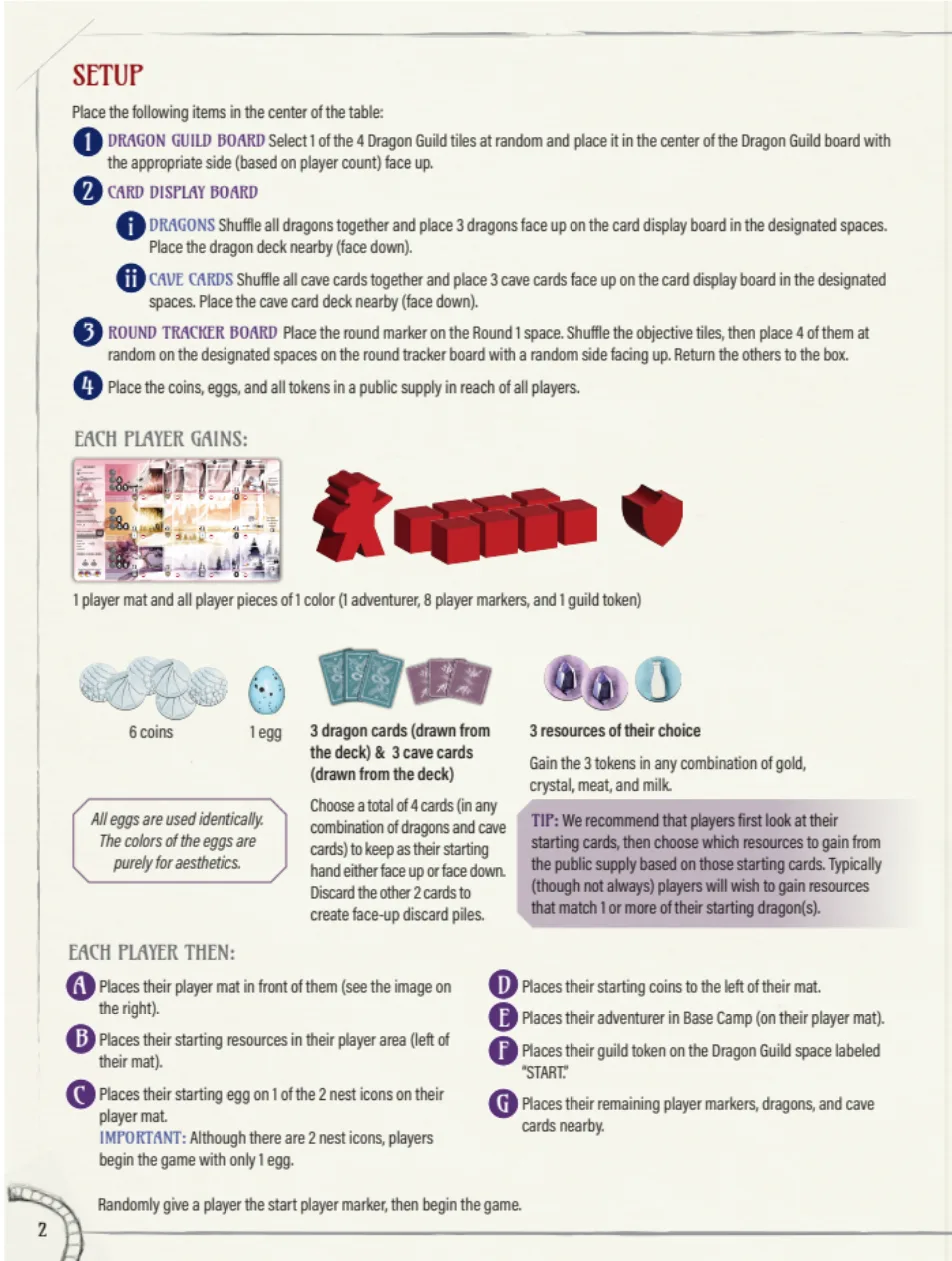 SETUP
Place the following items in the center of the table:
1 DRAGON GUILD BOARD Select 1 of the 4 Dragon Guild tiles at random and place it in the center of the Dragon Guild board with
the appropriate side (based on player count) face up.
2 CARD DISPLAY BOARD
i DRAGONS Shuffle all dragons together and place 3 dragons face up on the card display board in the designated spaces.
Place the dragon deck nearby (face down).
ii CAVE CARDS Shuffle all cave cards together and place 3 cave cards face up on the card display board in the designated
spaces. Place the cave card deck nearby (face down).
3 ROUND TRACKER BOARD Place the round marker on the Round 1 space. Shuffle the objective tiles, then place 4 of them at
random on the designated spaces on the round tracker board with a random side facing up. Return the others to the box.
4 Place the coins, eggs, and all tokens in a public supply in reach of all players.
EACH PLAYER GAINS:
1 player mat and all player pieces of 1 color (1 adventurer, 8 player markers, and 1 guild token)
6 coins
1 egg
All eggs are used identically.
The colors of the eggs are
purely for aesthetics.
3 dragon cards (drawn from
the deck) & 3 cave cards
(drawn from the deck)
Choose a total of 4 cards (in any
combination of dragons and cave
cards) to keep as their starting
hand either face up or face down.
Discard the other 2 cards to
create face-up discard piles.
3 resources of their choice
Gain the 3 tokens in any combination of gold,
crystal, meat, and milk.
TIP: We recommend that players first look at their
starting cards, then choose which resources to gain from
the public supply based on those starting cards. Typically
(though not always) players will wish to gain resources
that match 1 or more of their starting dragon(s).
EACH PLAYER THEN:
A Places their player mat in front of them (see the image on
the right).
B Places their starting resources in their player area (left of
their mat).
C Places their starting egg on 1 of the 2 nest icons on their
player mat.
IMPORTANT: Although there are 2 nest icons, players
begin the game with only 1 egg.
D Places their starting coins to the left of their mat.
E Places their adventurer in Base Camp (on their player mat).
F Places their guild token on the Dragon Guild space labeled
"START."
G Places their remaining player markers, dragons, and cave
cards nearby.
Randomly give a player the start player marker, then begin the game.
2